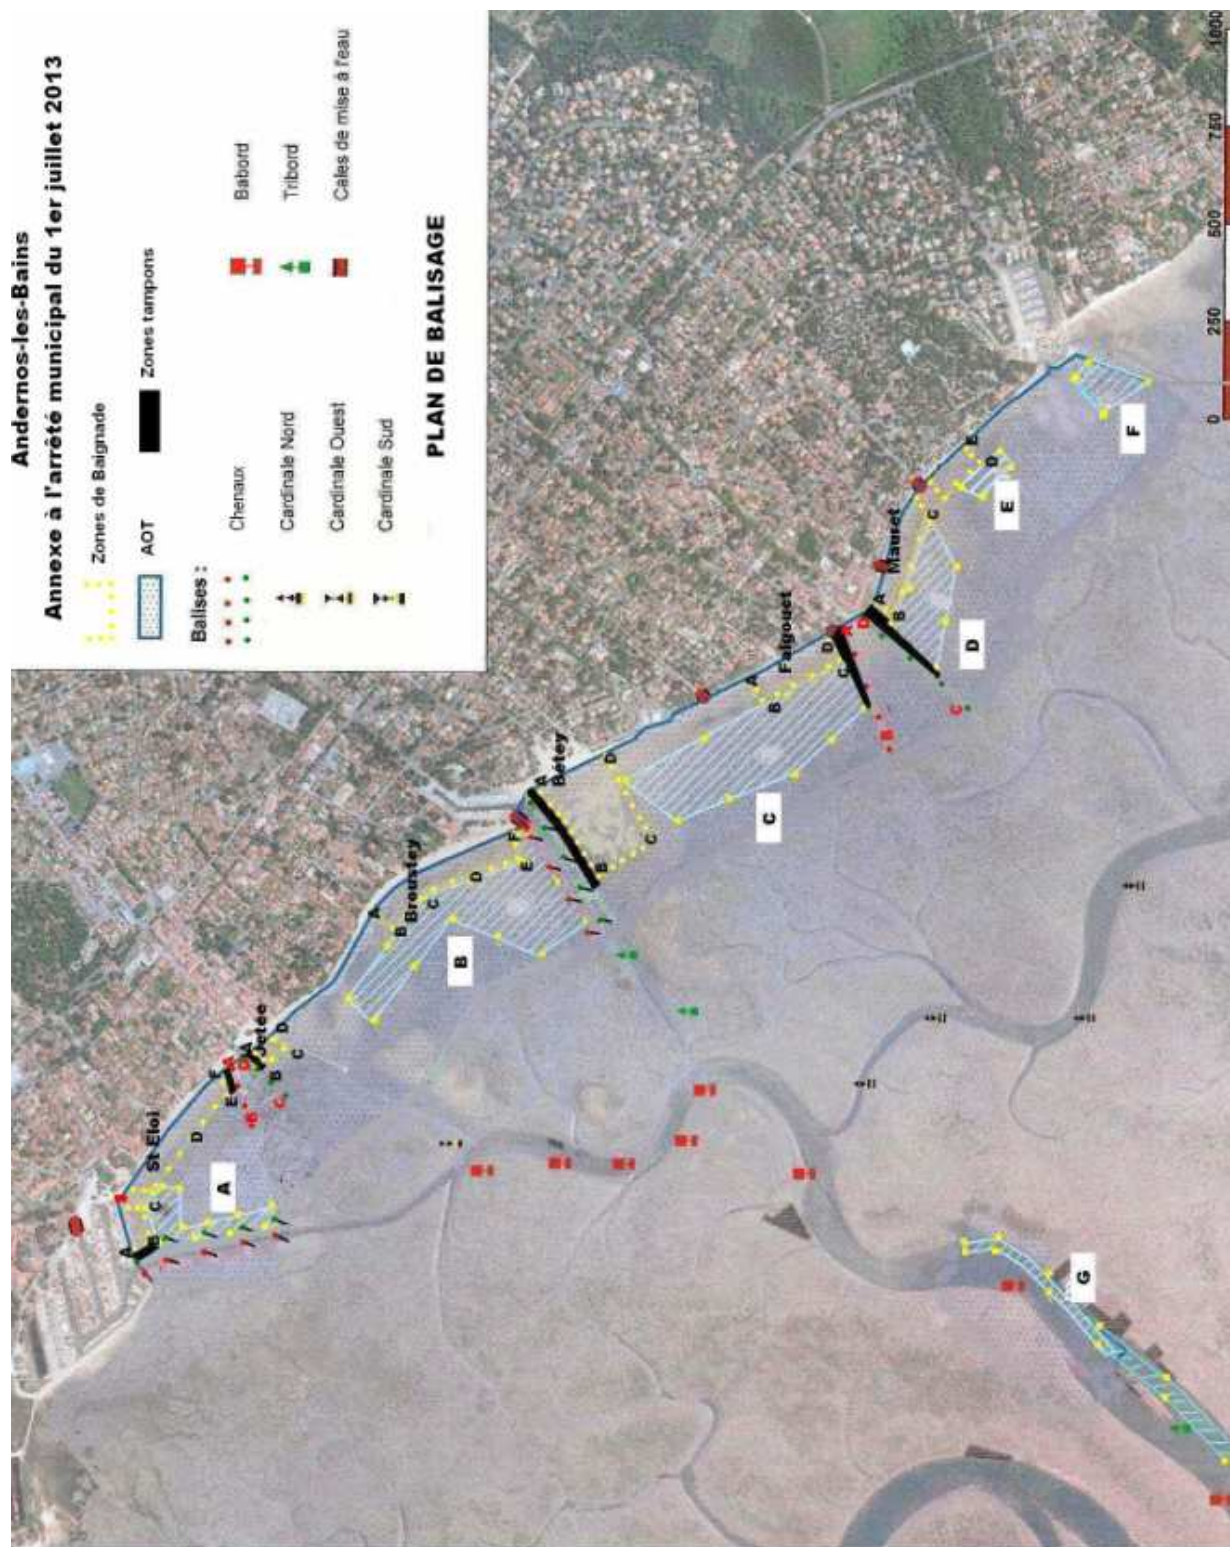 Andernos-les-Bains
Annexe à l'arrêté municipal du 1er juillet 2013
Zones de Baignade
AOT
Zones tampons
Balises :
Chenaux
Babord
Cardinale Nord
Tribord
Cardinale Ouest
Cales de mise à l'eau
Cardinale Sud
PLAN DE BALISAGE
St Eloi
A
B
C
D
E
F
A
Jetée
A
B
C
D
A
B
C
D
Broustey
A
B
C
D
E
F
B
Bétey
A
B
C
D
C
Faigouet
A
B
C
D
A
B
C
D
Mauret
A
B
C
D
D
E
E
F
G
0
250
500
750
1000